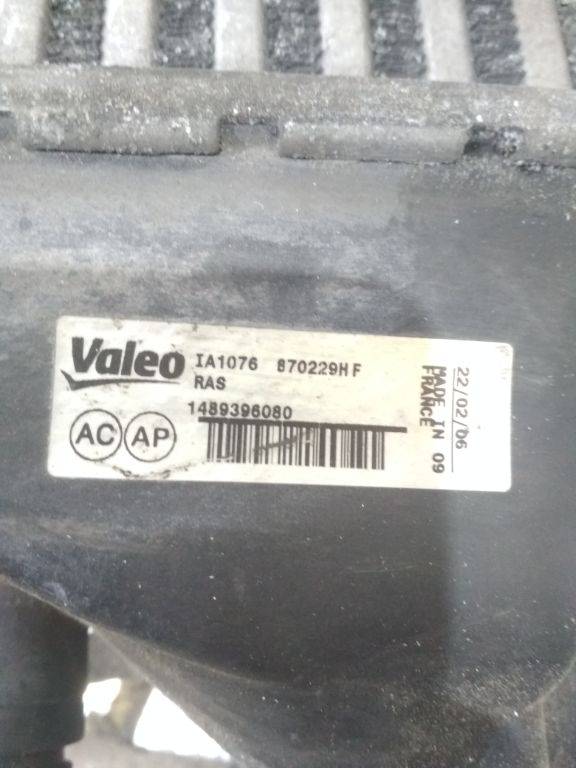 Valeo IA1076 870229HF
RAS
1489396080
AC AP
22/02/06
MADE IN 09
FRANCE